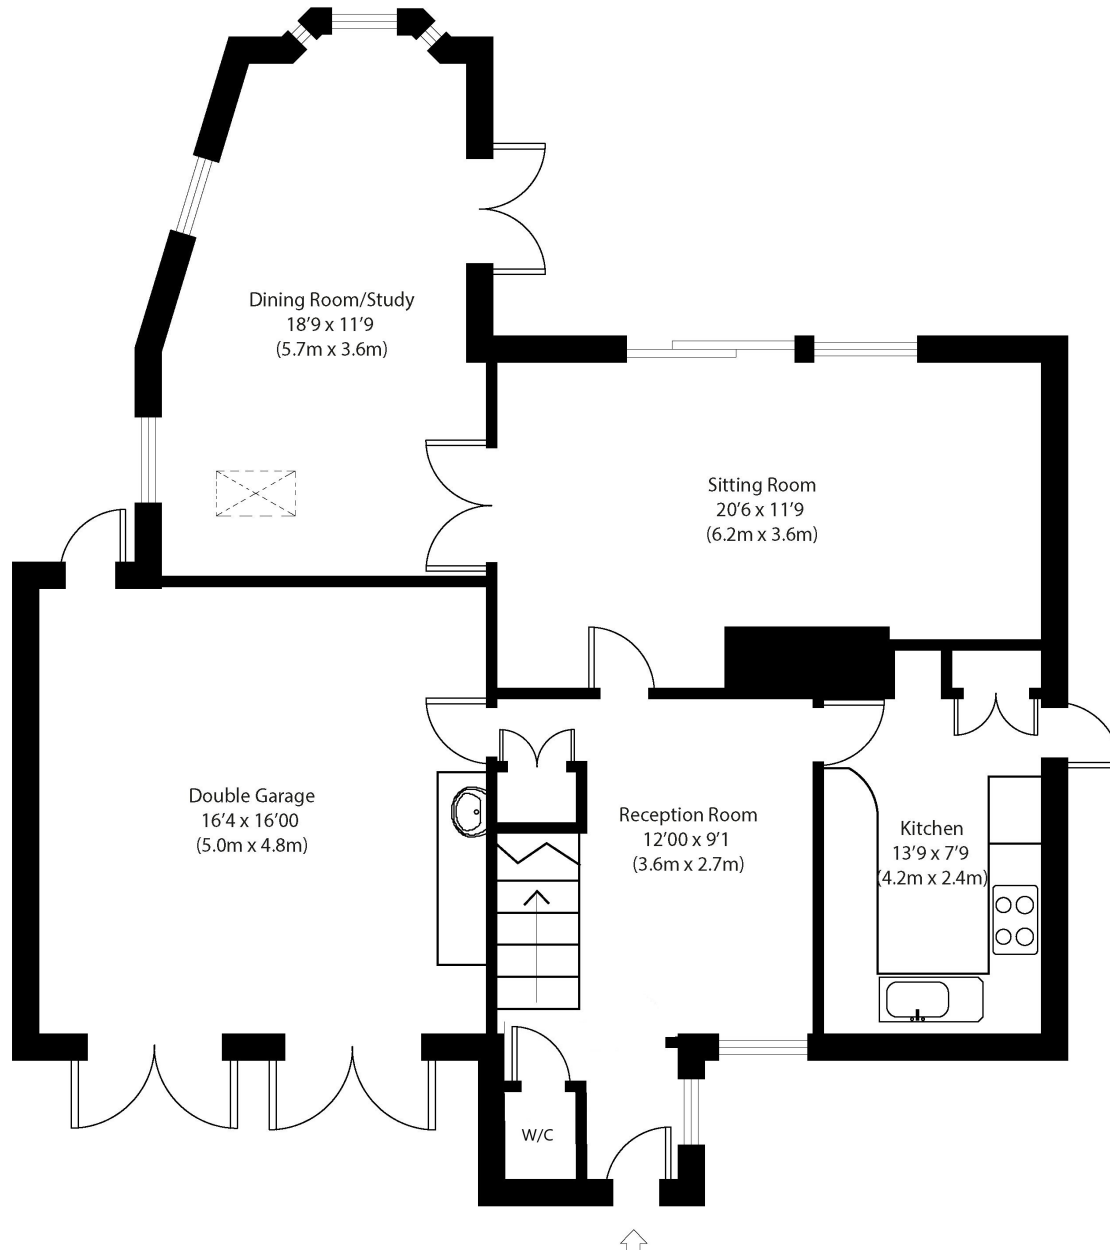 Dining Room/Study
18’9 x 11’9
(5.7m x 3.6m)
Sitting Room
20’6 x 11’9
(6.2m x 3.6m)
Double Garage
16’4 x 16’00
(5.0m x 4.8m)
Reception Room
12’00 x 9’1
(3.6m x 2.7m)
Kitchen
13’9 x 7’9
(4.2m x 2.4m)
W/C